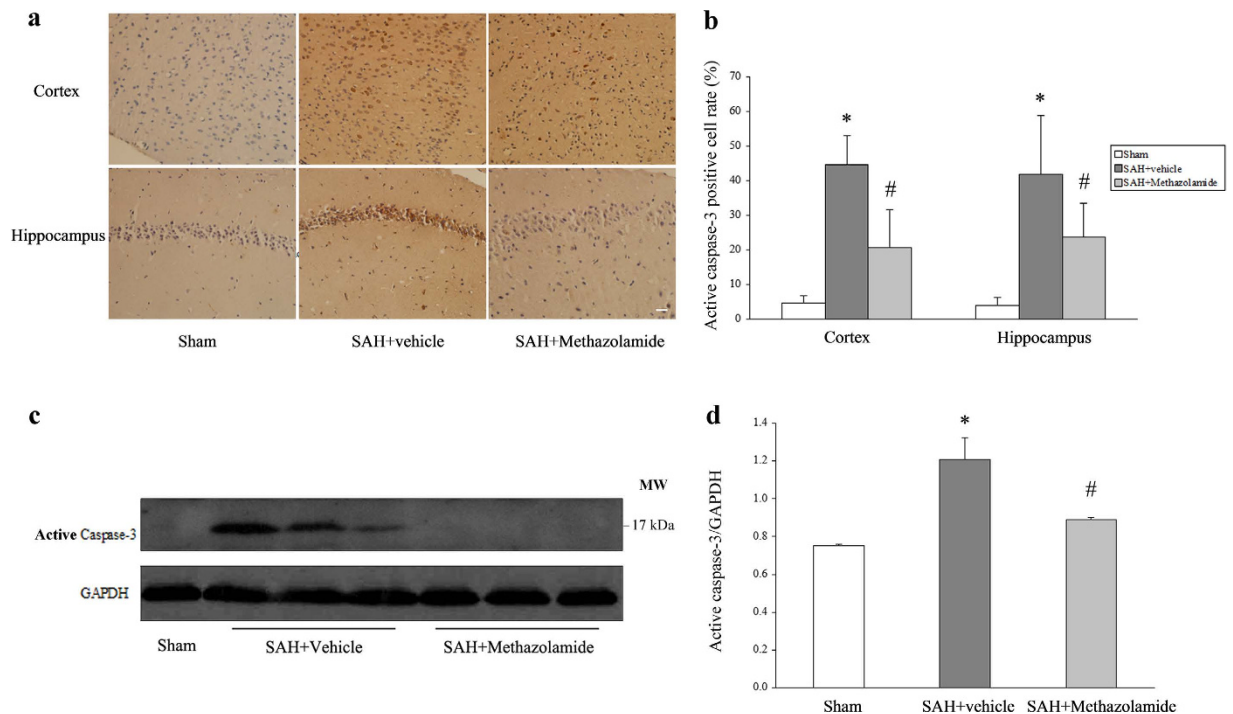 a
Cortex
Hippocampus
Sham
SAH+vehicle
SAH+Methazolamide
b
Active caspase-3 positive cell rate (%)
70
60
50
40
30
20
10
0
*
#
*
#
Cortex
Hippocampus
Sham
SAH+vehicle
SAH+Methazolamide
c
MW
Active Caspase-3
17 kDa
GAPDH
Sham
SAH+Vehicle
SAH+Methazolamide
d
Active caspase-3/GAPDH
1.4
1.2
1.0
0.8
0.6
0.4
0.2
0.0
*
#
Sham
SAH+vehicle
SAH+Methazolamide